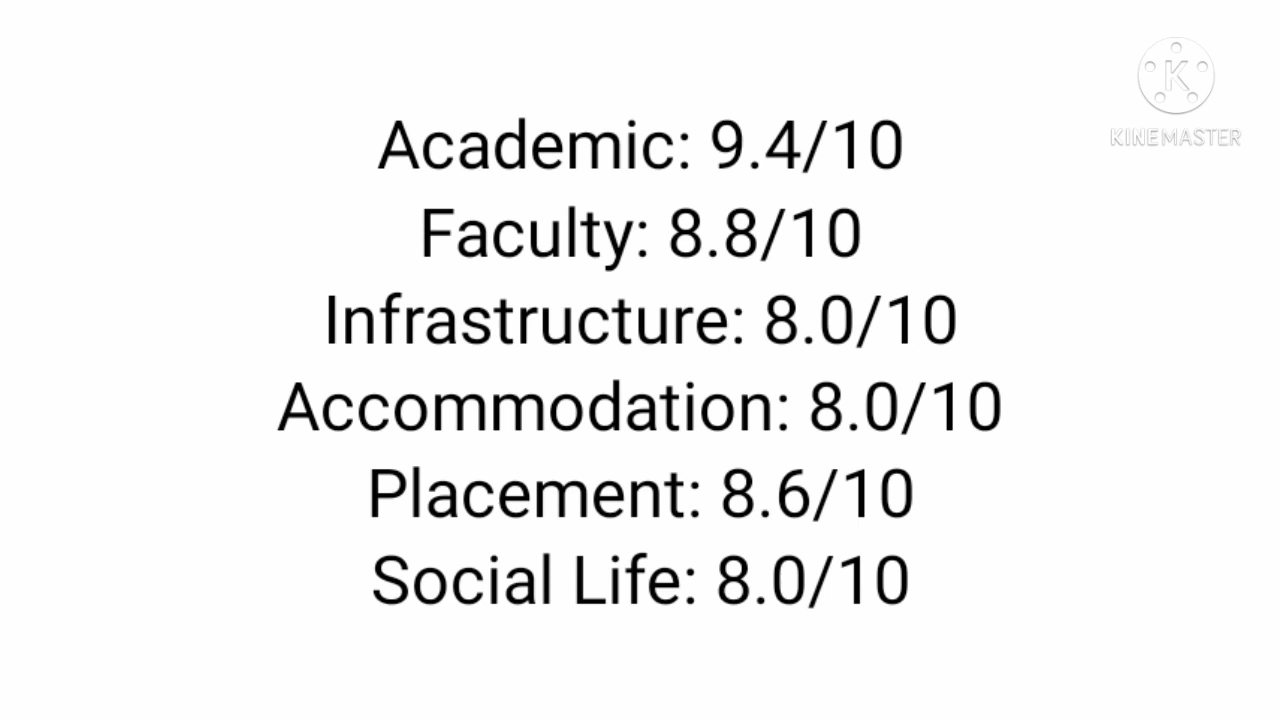 K
KINEMASTER
Academic: 9.4/10
Faculty: 8.8/10
Infrastructure: 8.0/10
Accommodation: 8.0/10
Placement: 8.6/10
Social Life: 8.0/10